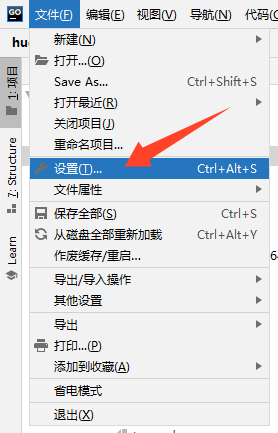 GO 文件(F) 编辑(E) 视图(V) 导航(N) 代码(
hu
新建(N)
打开...(O)
Save As... Ctrl+Shift+S
打开最近(R)
关闭项目(J)
重命名项目...
设置(T)... Ctrl+Alt+S
文件属性
保存全部(S) Ctrl+S
从磁盘全部重新加载 Ctrl+Alt+Y
作废缓存/重启...
导出/导入操作
其他设置
导出
打印...(P)
添加到收藏(A)
省电模式
退出(X)
1: 项目
7: Structure
Learn